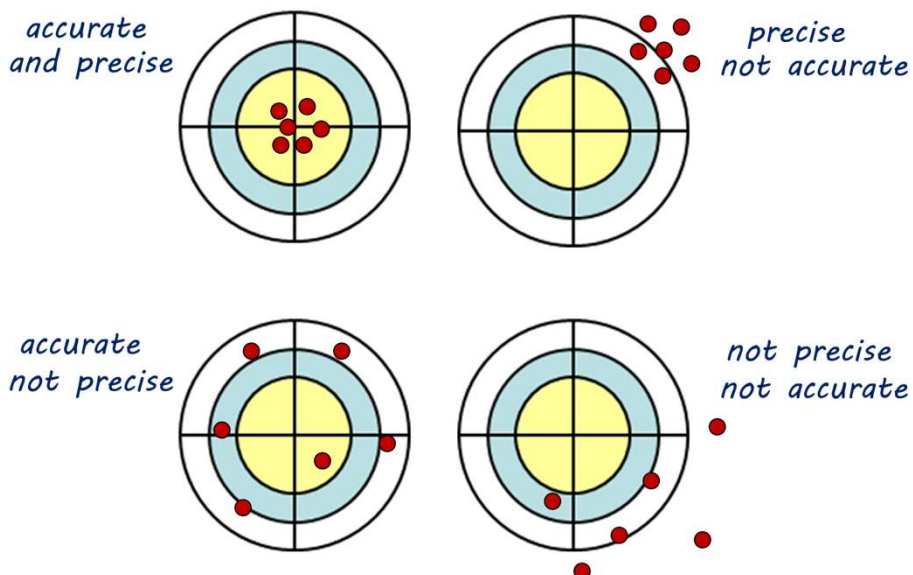 accurate
and precise
precise
not accurate
accurate
not precise
not precise
not accurate